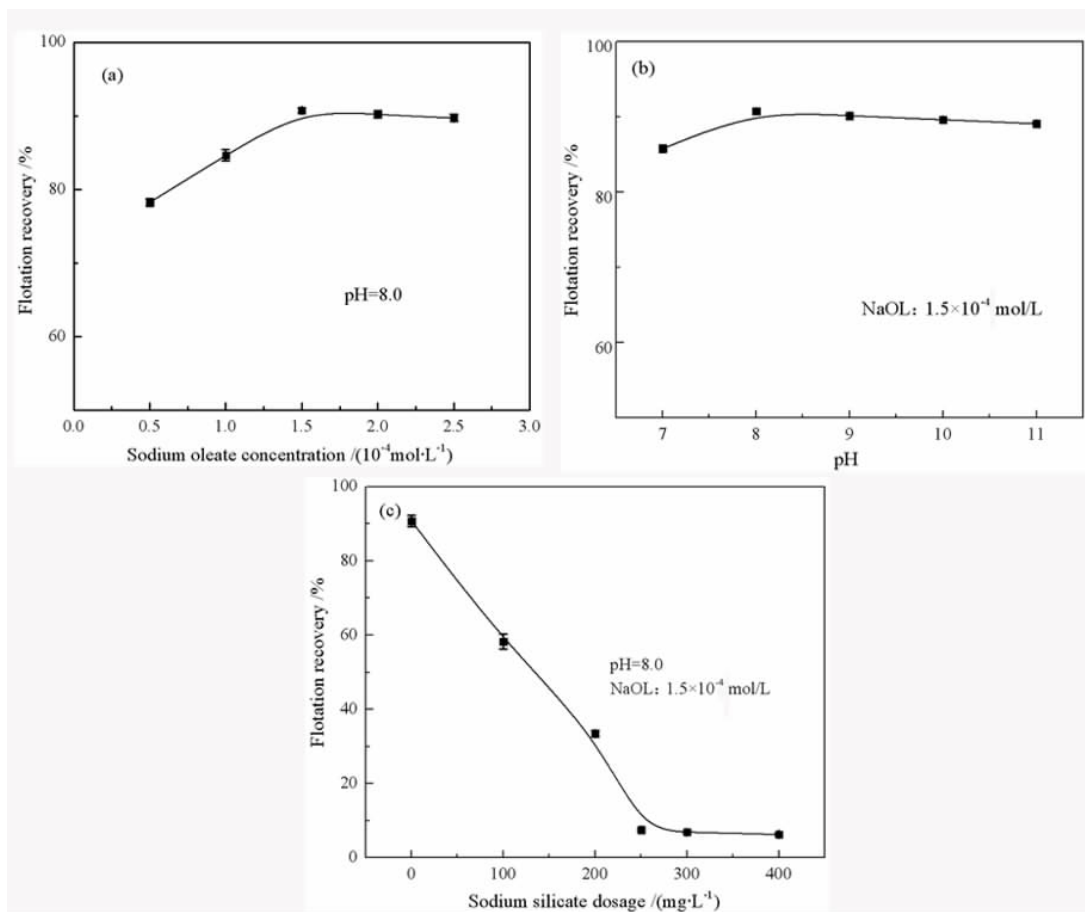 (a)
100
80
60
Flotation recovery /%
pH=8.0
0.0 0.5 1.0 1.5 2.0 2.5 3.0
Sodium oleate concentration /(10⁻⁴mol·L⁻¹)
(b)
100
80
60
Flotation recovery /%
NaOL: 1.5×10⁻⁴ mol/L
7 8 9 10 11
pH
(c)
100
80
60
40
20
0
Flotation recovery /%
pH=8.0
NaOL: 1.5×10⁻⁴ mol/L
0 100 200 300 400
Sodium silicate dosage /(mg·L⁻¹)